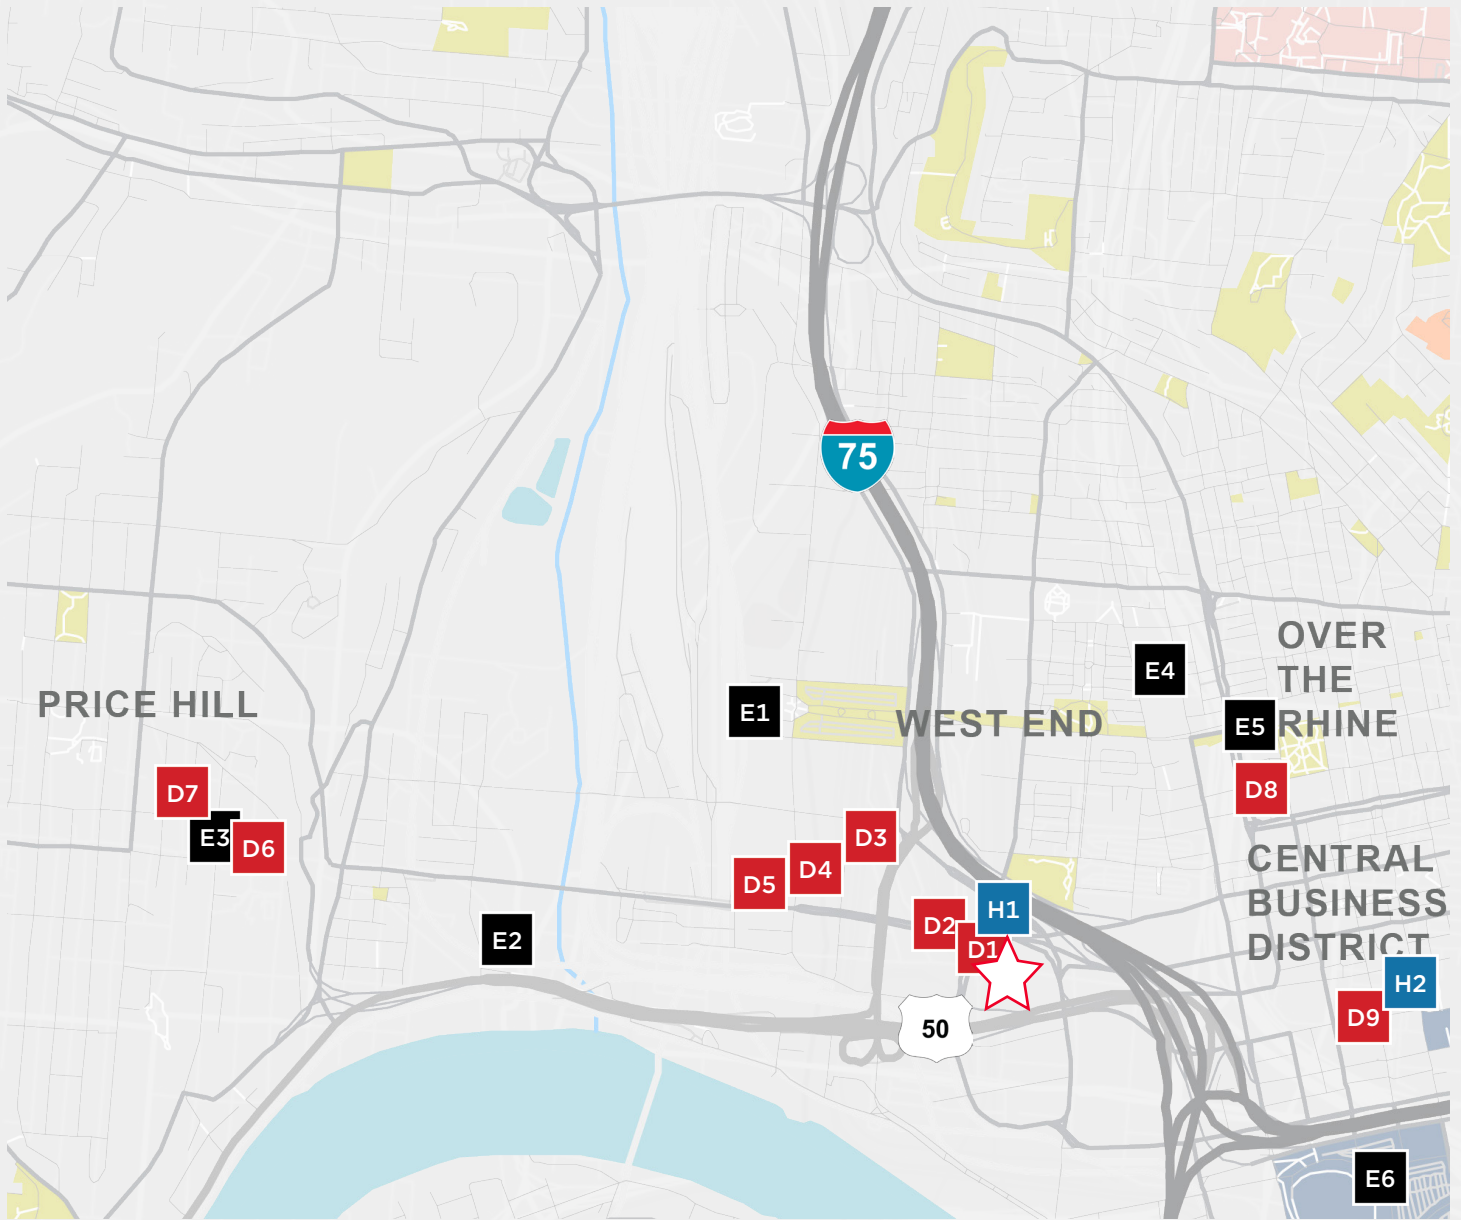 75
OVER
THE
RHINE
E4
PRICE HILL
E1
WEST END
E5
D7
D8
E3
D6
D3
D4
D5
CENTRAL
BUSINESS
DISTRICT
H1
D2
D1
E2
H2
D9
50
E6